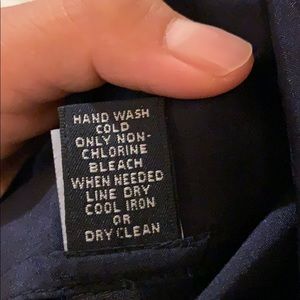 HAND WASH
COLD
ONLY NON-
CHLORINE
BLEACH
WHEN NEEDED
LINE DRY
COOL IRON
OR
DRY CLEAN